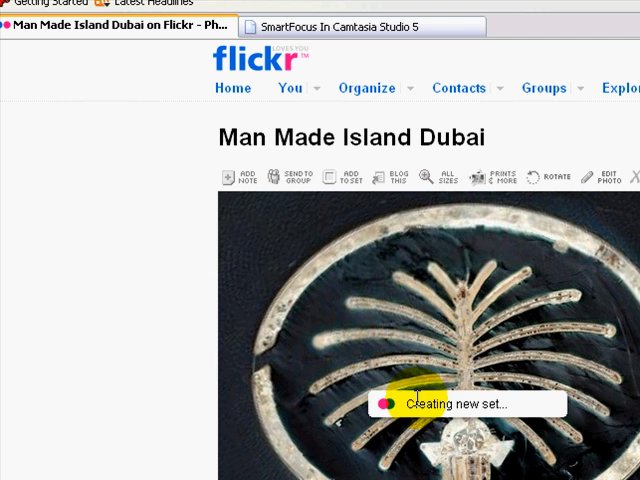 Getting Started Latest Headlines
Man Made Island Dubai on Flickr - Ph... SmartFocus In Camtasia Studio 5
flickr LOVES YOU TM
Home You Organize Contacts Groups Explor
Man Made Island Dubai
ADD NOTE SEND TO GROUP ADD TO SET BLOG THIS ALL SIZES PRINTS & MORE ROTATE EDIT PHOTO
Creating new set...